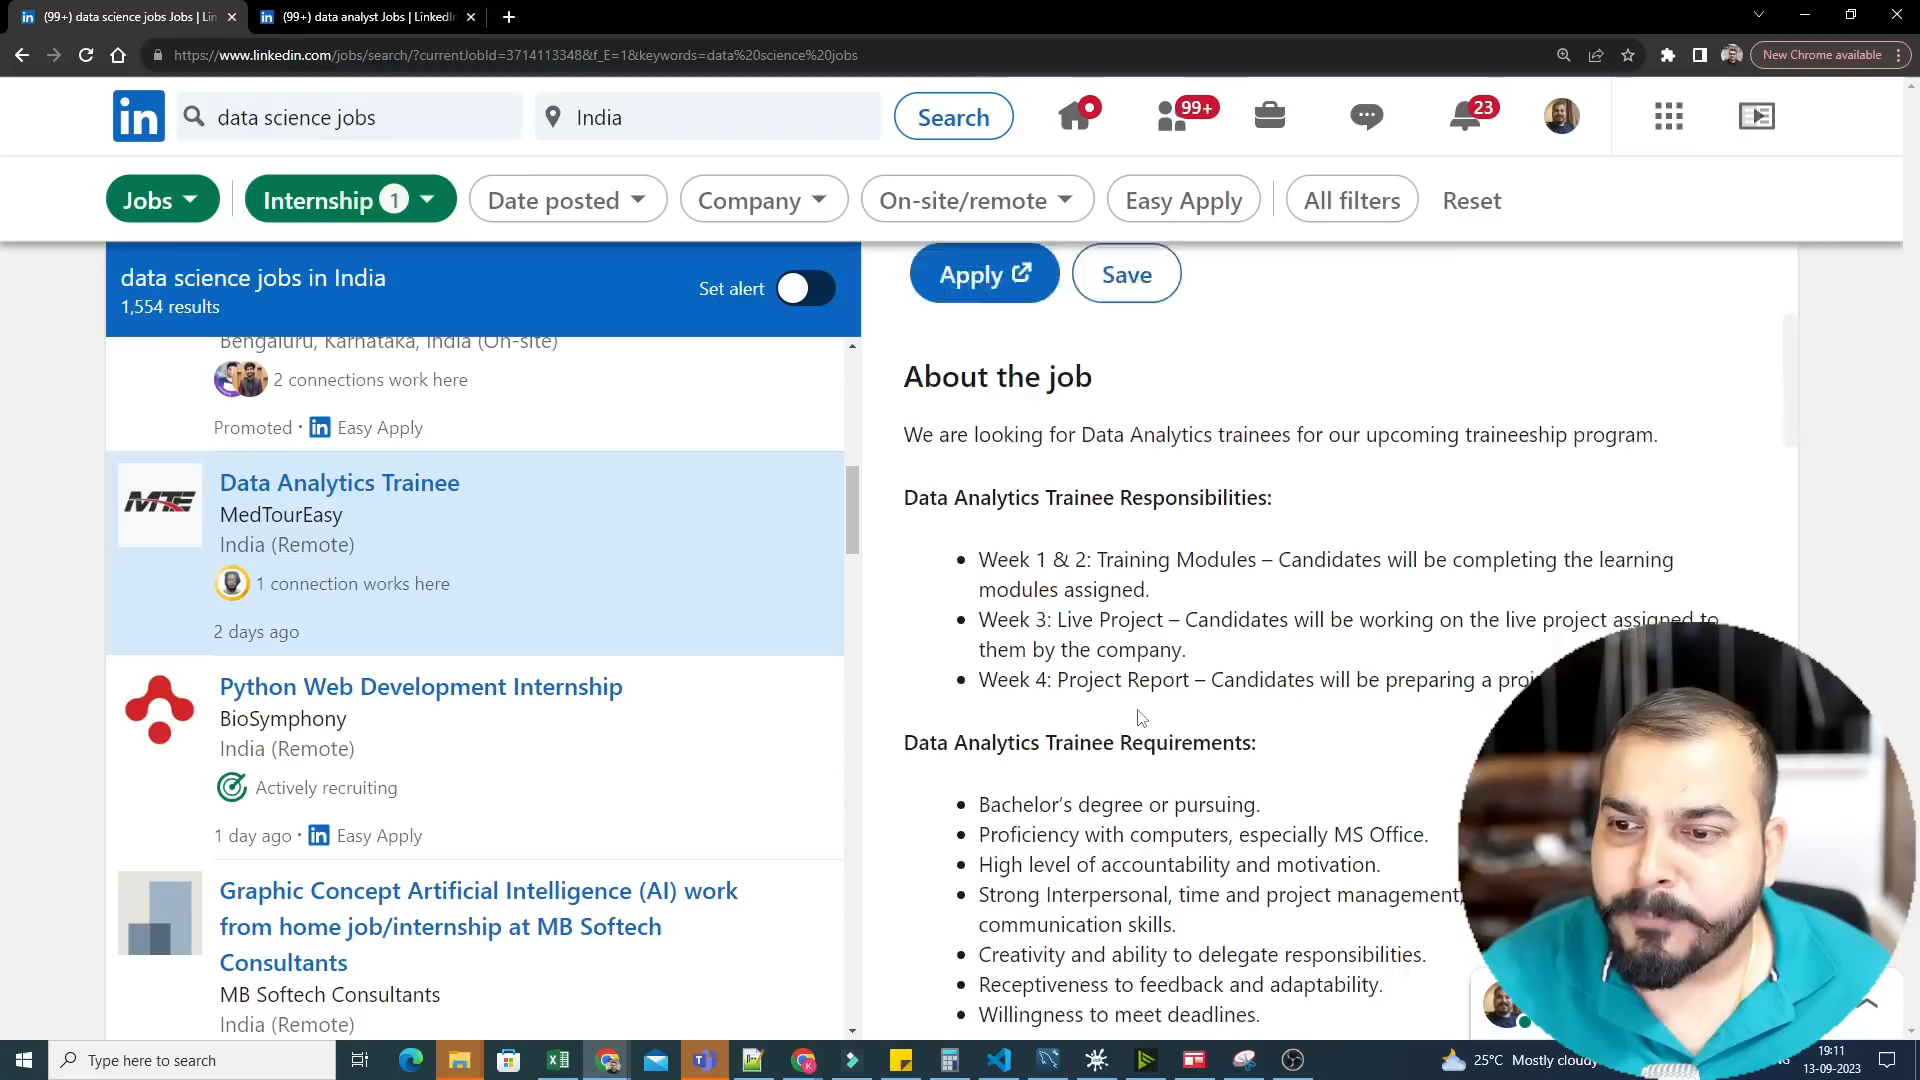 (99+) data science jobs Jobs | Lin
(99+) data analyst Jobs | LinkedIn
https://www.linkedin.com/jobs/search/?currentJobId=3714113348&f_E=1&keywords=data%20science%20jobs
New Chrome available
in
data science jobs
India
Search
99+
23
Jobs
Internship 1
Date posted
Company
On-site/remote
Easy Apply
All filters
Reset
data science jobs in India
1,554 results
Set alert
Bengaluru, Karnataka, India (On-site)
2 connections work here
Promoted · in Easy Apply
MTE
Data Analytics Trainee
MedTourEasy
India (Remote)
1 connection works here
2 days ago
Python Web Development Internship
BioSymphony
India (Remote)
Actively recruiting
1 day ago · in Easy Apply
Graphic Concept Artificial Intelligence (AI) work
from home job/internship at MB Softech
Consultants
MB Softech Consultants
India (Remote)
Apply
Save
About the job
We are looking for Data Analytics trainees for our upcoming traineeship program.
Data Analytics Trainee Responsibilities:
• Week 1 & 2: Training Modules – Candidates will be completing the learning
modules assigned.
• Week 3: Live Project – Candidates will be working on the live project assigned to
them by the company.
• Week 4: Project Report – Candidates will be preparing a
Data Analytics Trainee Requirements:
• Bachelor's degree or pursuing.
• Proficiency with computers, especially MS Office.
• High level of accountability and motivation.
• Strong Interpersonal, time and project management,
communication skills.
• Creativity and ability to delegate responsibilities.
• Receptiveness to feedback and adaptability.
• Willingness to meet deadlines.
Type here to search
25°C Mostly cloudy
19:11
13-09-2023